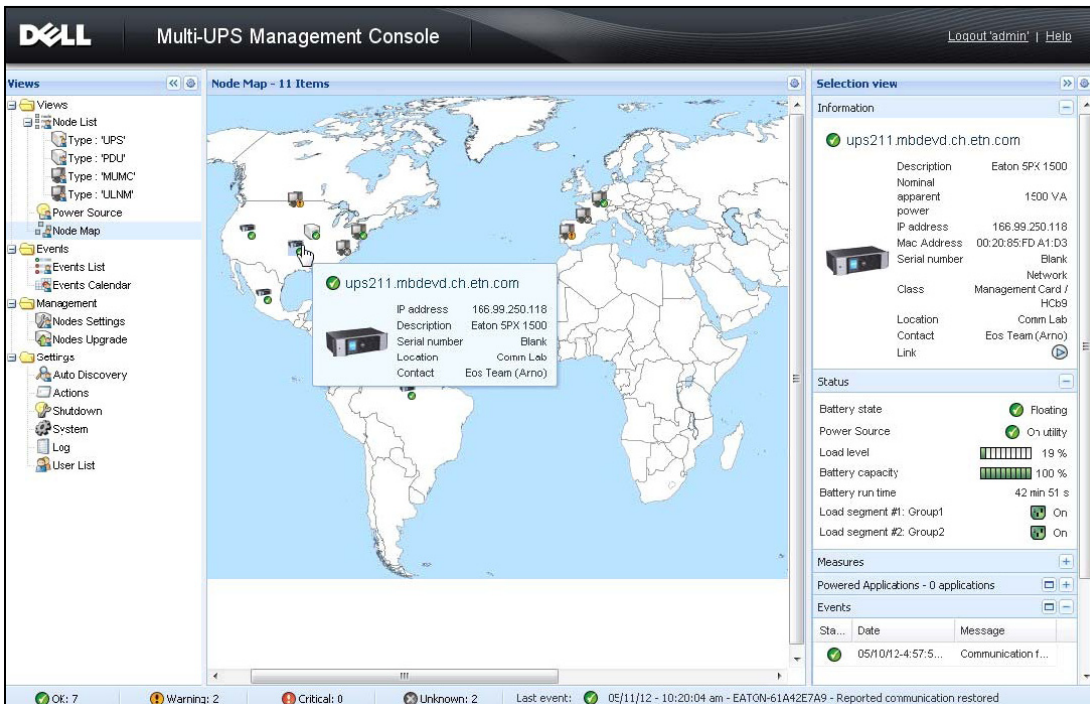 DELL
Multi-UPS Management Console
Logout 'admin' | Help
Views
Views
Node List
Type : 'UPS'
Type : 'PDU'
Type : 'MUMC'
Type : 'ULNM'
Power Source
Node Map
Events
Events List
Events Calendar
Management
Nodes Settings
Nodes Upgrade
Settings
Auto Discovery
Actions
Shutdown
System
Log
User List
Node Map - 11 Items
ups211.mbdevd.ch.etn.com
IP address 166.99.250.118
Description Eaton 5PX 1500
Serial number Blank
Location Comm Lab
Contact Eos Team (Arno)
Selection view
Information
ups211.mbdevd.ch.etn.com
Description Eaton 5PX 1500
Nominal
apparent 1500 VA
power
IP address 166.99.250.118
Mac Address 00:20:85:FD A1:D3
Serial number Blank
Network
Class Management Card /
HCb9
Location Comm Lab
Contact Eos Team (Arno)
Link
Status
Battery state Floating
Power Source On utility
Load level 19 %
Battery capacity 100 %
Battery run time 42 min 51 s
Load segment #1: Group1 On
Load segment #2: Group2 On
Measures
Powered Applications - 0 applications
Events
Sta... Date Message
05/10/12-4:57:5... Communication f...
OK: 7 Warning: 2 Critical: 0 Unknown: 2 Last event: 05/11/12 - 10:20:04 am - EATON-61A42E7A9 - Reported communication restored